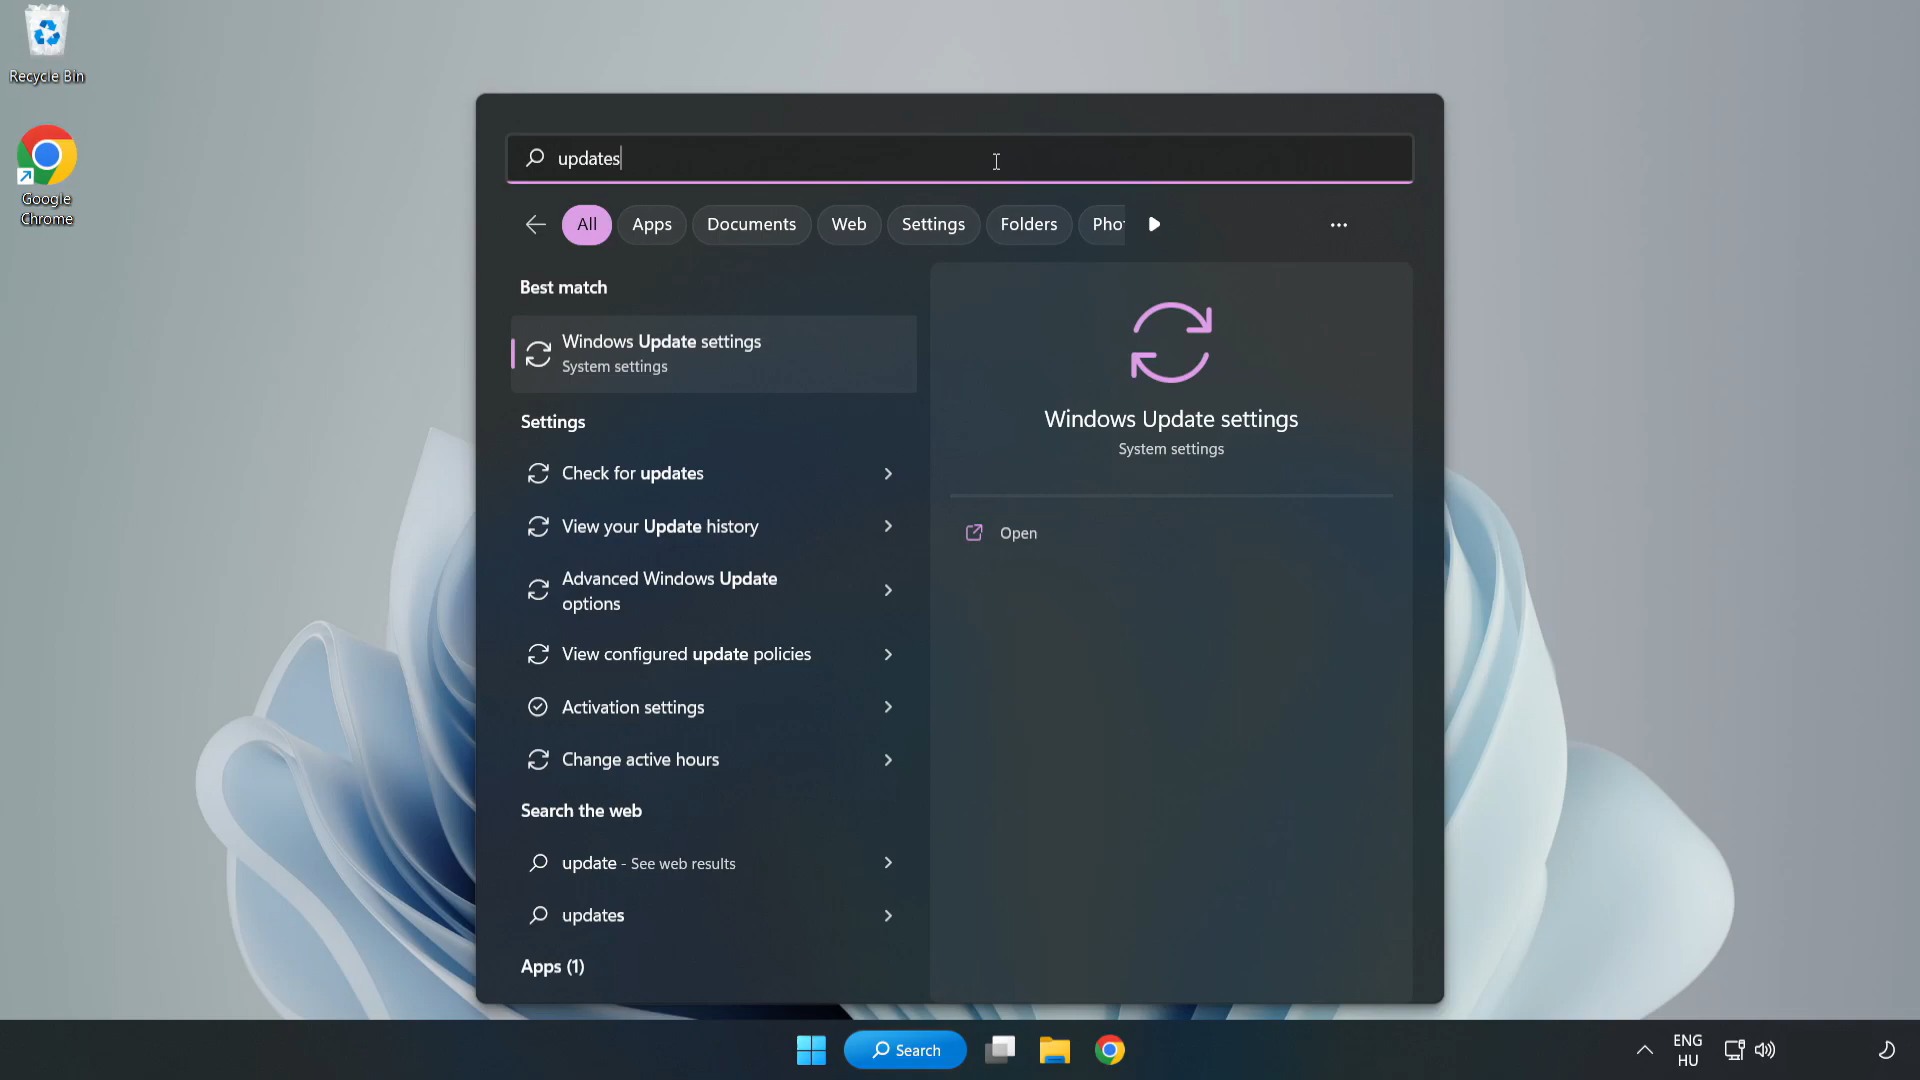 Recycle Bin
Google
Chrome
updates
All
Apps
Documents
Web
Settings
Folders
Pho
Best match
Windows Update settings
System settings
Settings
Check for updates
View your Update history
Advanced Windows Update
options
View configured update policies
Activation settings
Change active hours
Search the web
update - See web results
updates
Apps (1)
Windows Update settings
System settings
Open
Search
ENG
HU